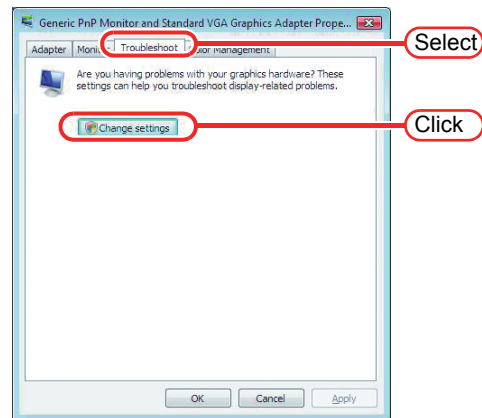 Generic PnP Monitor and Standard VGA Graphics Adapter Prope...
Adapter Troubleshoot Management
Select
Are you having problems with your graphics hardware? These
settings can help you troubleshoot display-related problems.
Change settings
Click
OK Cancel Apply